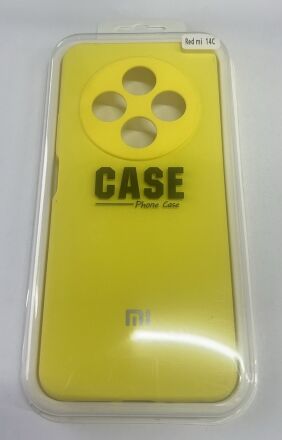 Red mi 14C
CASE
Phone Case
mi